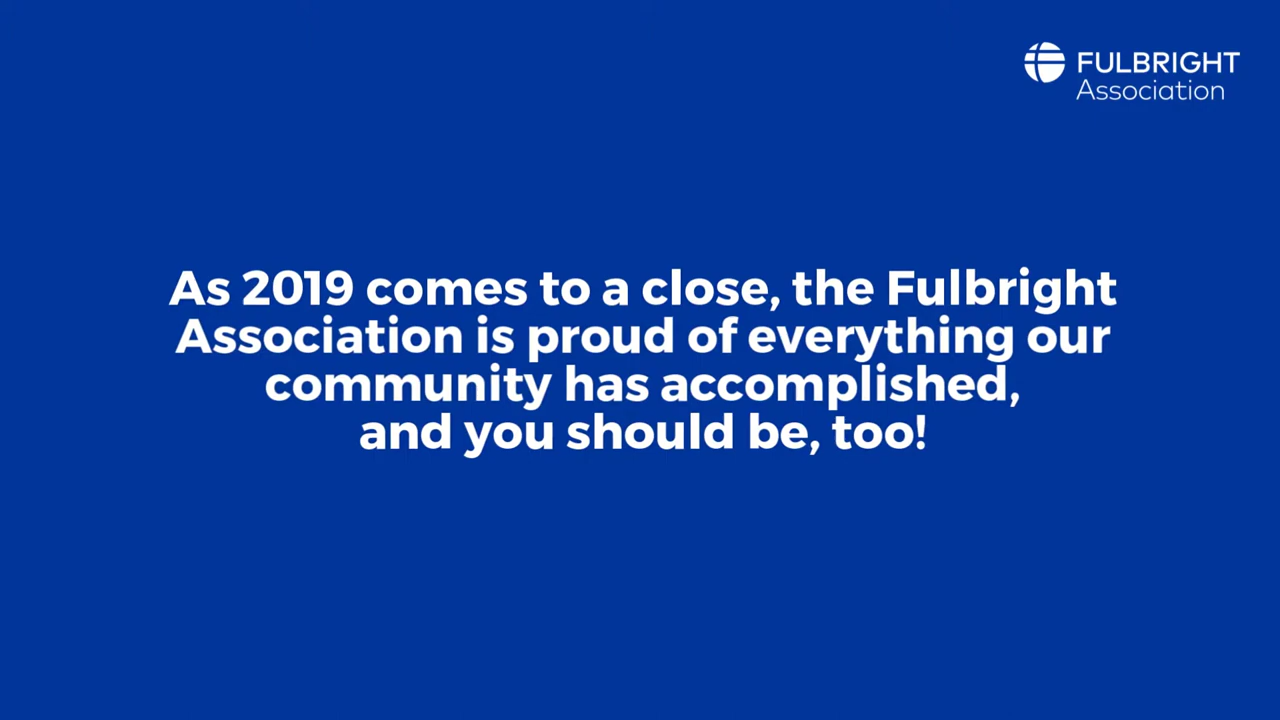 FULBRIGHT
Association
As 2019 comes to a close, the Fulbright
Association is proud of everything our
community has accomplished,
and you should be, too!